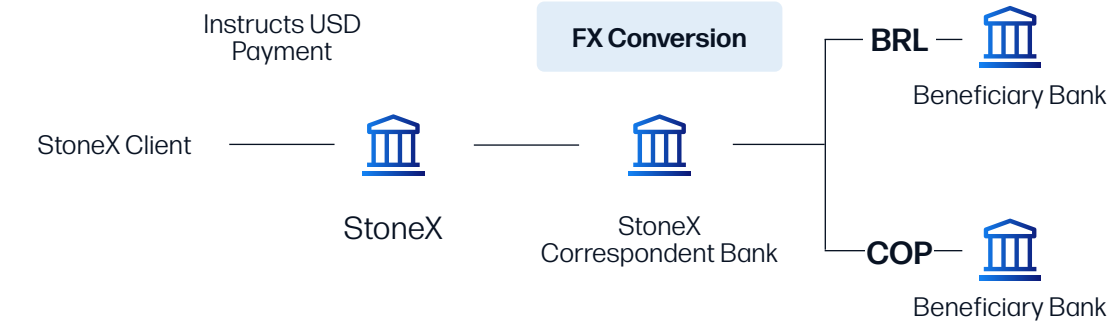 Instructs USD
Payment
FX Conversion
BRL
Beneficiary Bank
StoneX Client
StoneX
StoneX
Correspondent Bank
COP
Beneficiary Bank